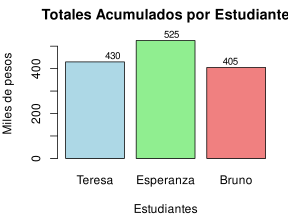 Totales Acumulados por Estudiante
Miles de pesos
400
200
0
430
525
405
Teresa Esperanza Bruno
Estudiantes